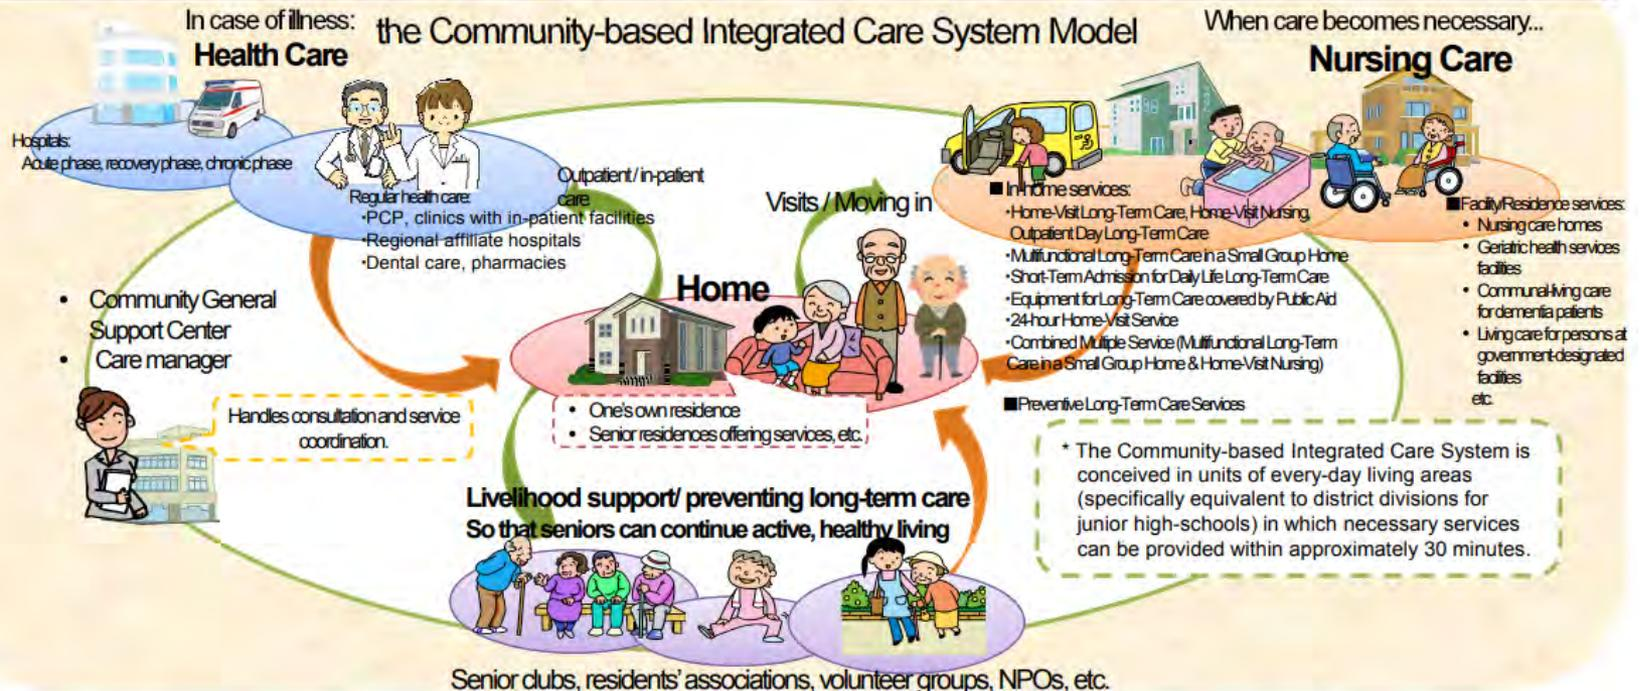 In case of illness:
Health Care
the Community-based Integrated Care System Model
When care becomes necessary...
Nursing Care
Hospitals:
Acute phase, recovery phase, chronic phase
Regular health care:
•PCP, clinics with in-patient facilities
•Regional affiliate hospitals
•Dental care, pharmacies
Outpatient / in-patient
care
Visits / Moving in
■In-home services:
•Home-Visit Long-Term Care, Home-Visit Nursing,
Outpatient Day Long-Term Care
•Multifunctional Long-Term Care in a Small Group Home
•Short-Term Admission for Daily Life Long-Term Care
•Equipment for Long-Term Care covered by Public Aid
•24-hour Home-Visit Service
•Combined Multiple Service (Multifunctional Long-Term
Care in a Small Group Home & Home-Visit Nursing)
■Preventive Long-Term Care Services
■Facility/Residence services:
• Nursing care homes
• Geriatric health services
facilities
• Communal-living care
for dementia patients
• Living care for persons at
government-designated
facilities
etc.
• Community General
Support Center
• Care manager
Handles consultation and service
coordination.
Home
• One's own residence
• Senior residences offering services, etc.
* The Community-based Integrated Care System is
conceived in units of every-day living areas
(specifically equivalent to district divisions for
junior high-schools) in which necessary services
can be provided within approximately 30 minutes.
Livelihood support/ preventing long-term care
So that seniors can continue active, healthy living
Senior clubs, residents' associations, volunteer groups, NPOs, etc.